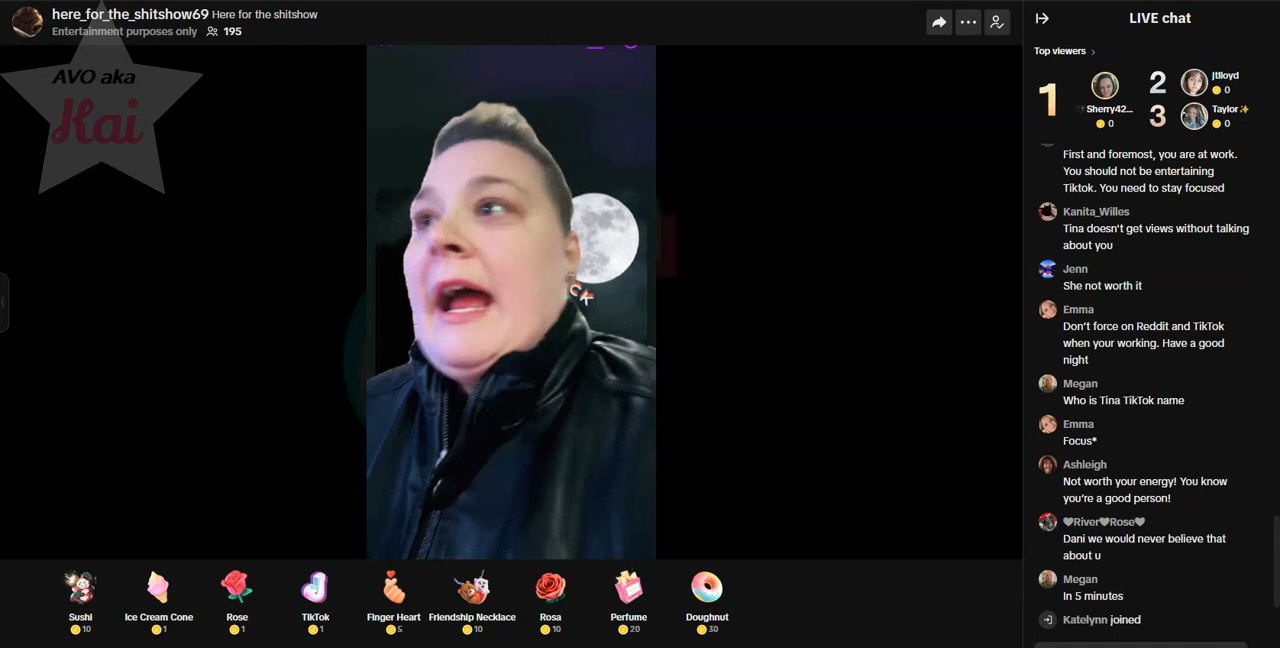 here_for_the_shitshow69 Here for the shitshow
Entertainment purposes only 195
AVO aka
Kai
CK
LIVE chat
Top viewers >
1
Sherry42...
0
2
jtlloyd
0
3
Taylor✨
0
First and foremost, you are at work.
You should not be entertaining
Tiktok. You need to stay focused
Kanita_Willes
Tina doesn't get views without talking
about you
Jenn
She not worth it
Emma
Don't force on Reddit and TikTok
when your working. Have a good
night
Megan
Who is Tina TikTok name
Emma
Focus*
Ashleigh
Not worth your energy! You know
you're a good person!
🖤River🖤Rose🖤
Dani we would never believe that
about u
Megan
In 5 minutes
Katelynn joined
Sushi
10
Ice Cream Cone
1
Rose
1
TikTok
1
Finger Heart
5
Friendship Necklace
10
Rosa
10
Perfume
20
Doughnut
30